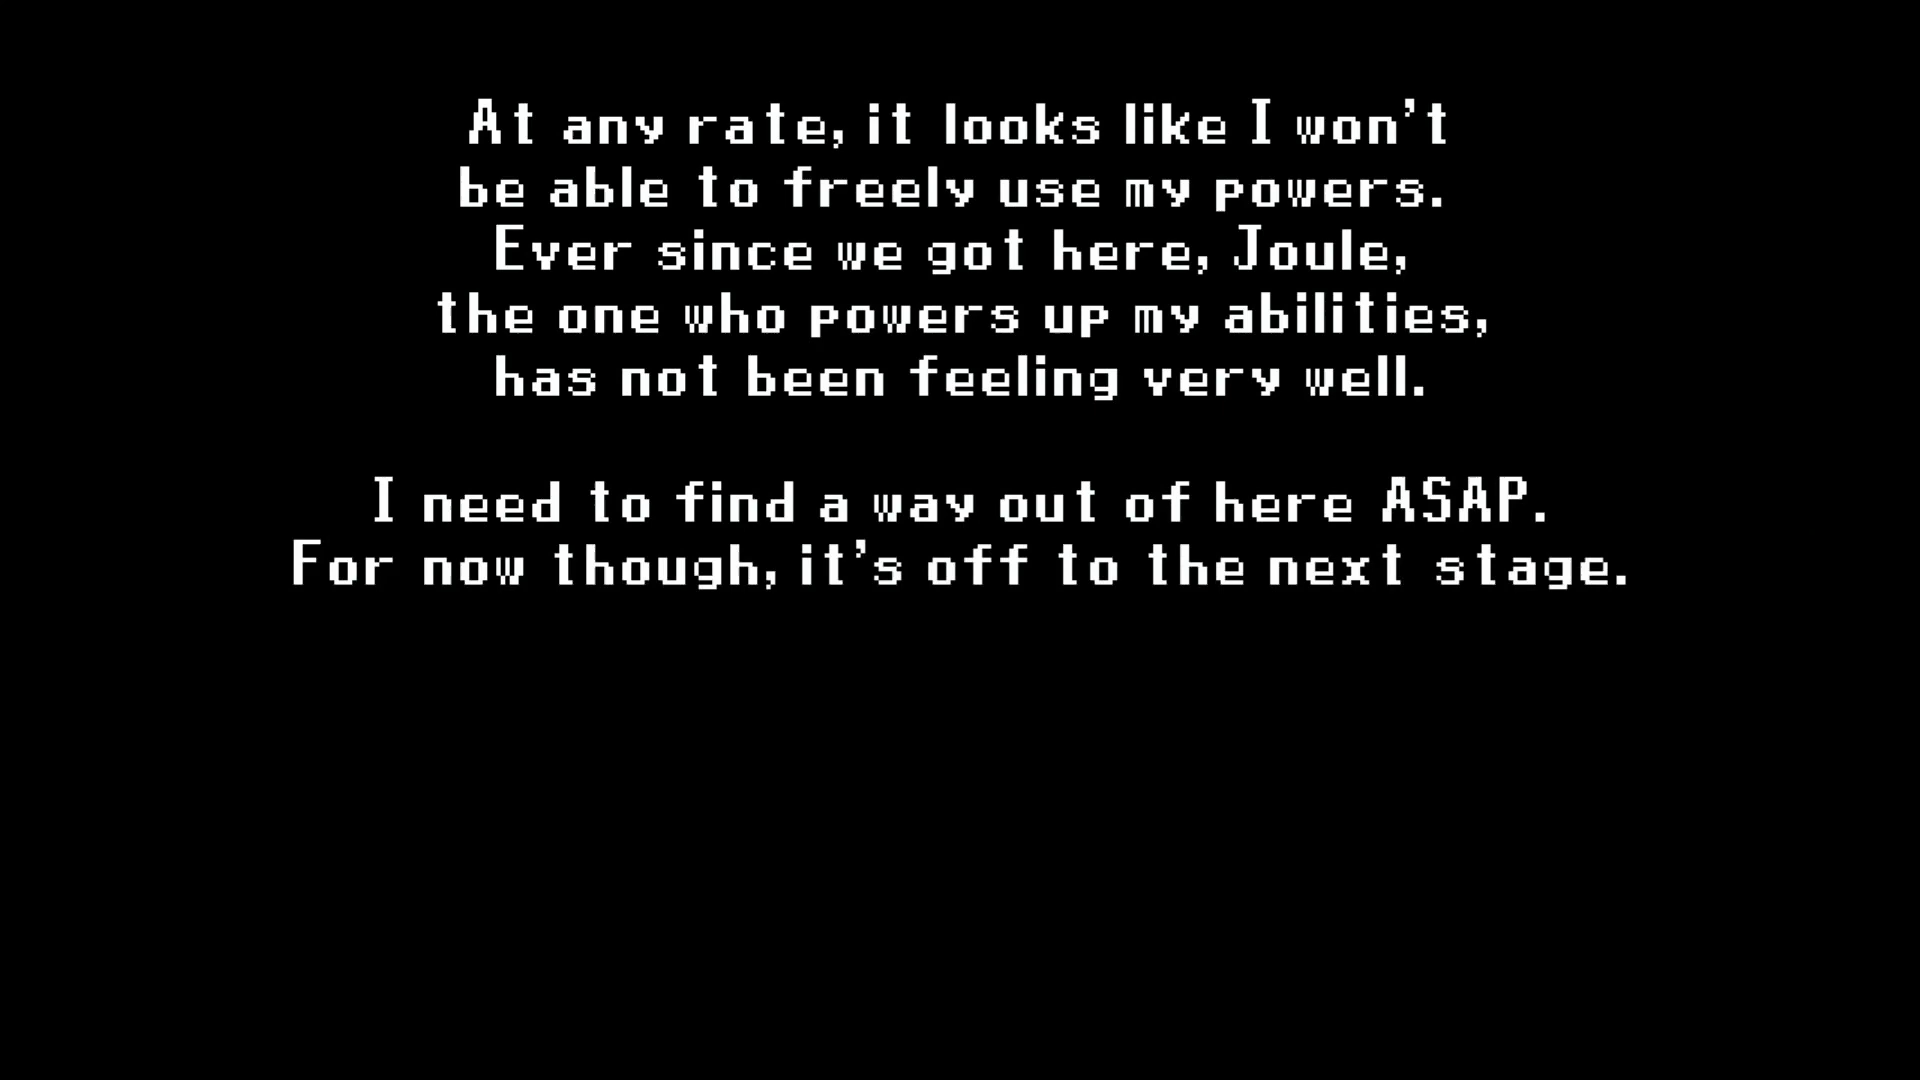 At any rate, it looks like I won't
be able to freely use my powers.
Ever since we got here, Joule,
the one who powers up my abilities,
has not been feeling very well.
I need to find a way out of here ASAP.
For now though, it's off to the next stage.